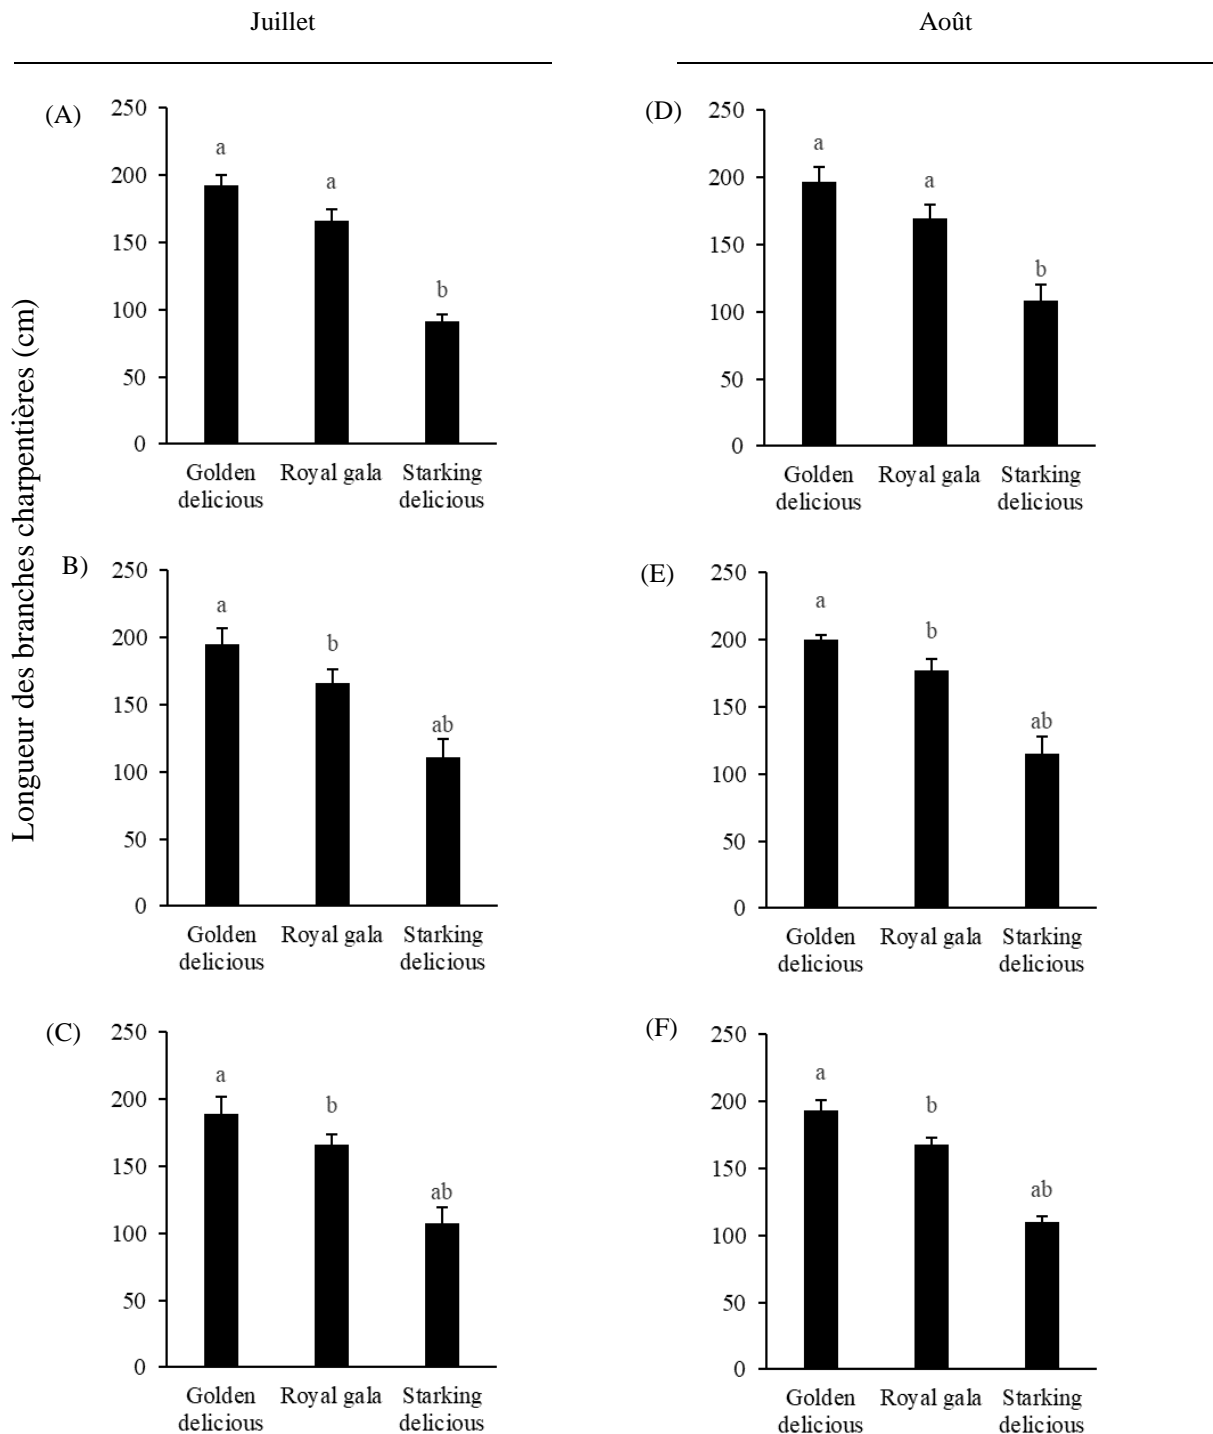 Juillet
Août
Longueur des branches charpentières (cm)
(A)
250
200
150
100
50
0
a
a
b
Golden
delicious
Royal gala
Starking
delicious
(D)
250
200
150
100
50
0
a
a
b
Golden
delicious
Royal gala
Starking
delicious
B)
250
200
150
100
50
0
a
b
ab
Golden
delicious
Royal gala
Starking
delicious
(E)
250
200
150
100
50
0
a
b
ab
Golden
delicious
Royal gala
Starking
delicious
(C)
250
200
150
100
50
0
a
b
ab
Golden
delicious
Royal gala
Starking
delicious
(F)
250
200
150
100
50
0
a
b
ab
Golden
delicious
Royal gala
Starking
delicious